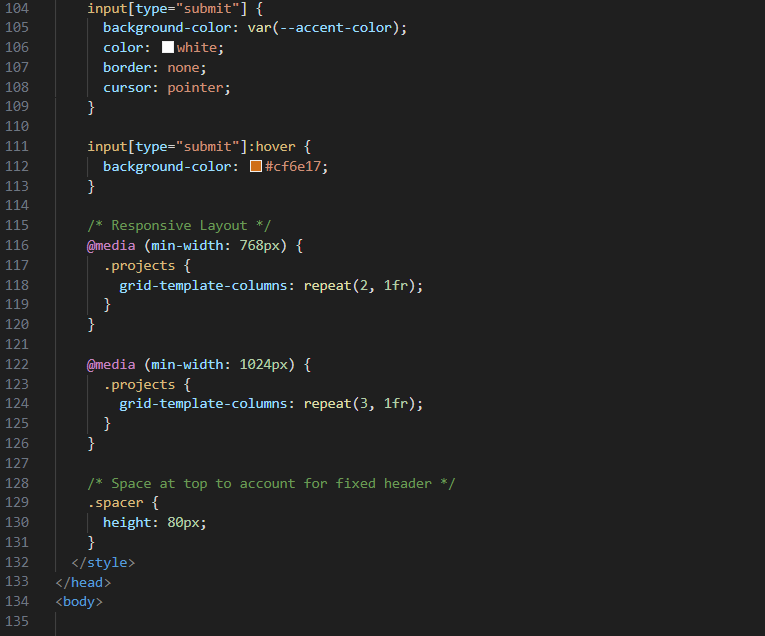 104 input[type="submit"] {
105 background-color: var(--accent-color);
106 color: white;
107 border: none;
108 cursor: pointer;
109 }
110
111 input[type="submit"]:hover {
112 background-color: #cf6e17;
113 }
114
115 /* Responsive Layout */
116 @media (min-width: 768px) {
117 .projects {
118 grid-template-columns: repeat(2, 1fr);
119 }
120 }
121
122 @media (min-width: 1024px) {
123 .projects {
124 grid-template-columns: repeat(3, 1fr);
125 }
126 }
127
128 /* Space at top to account for fixed header */
129 .spacer {
130 height: 80px;
131 }
132 </style>
133 </head>
134 <body>
135